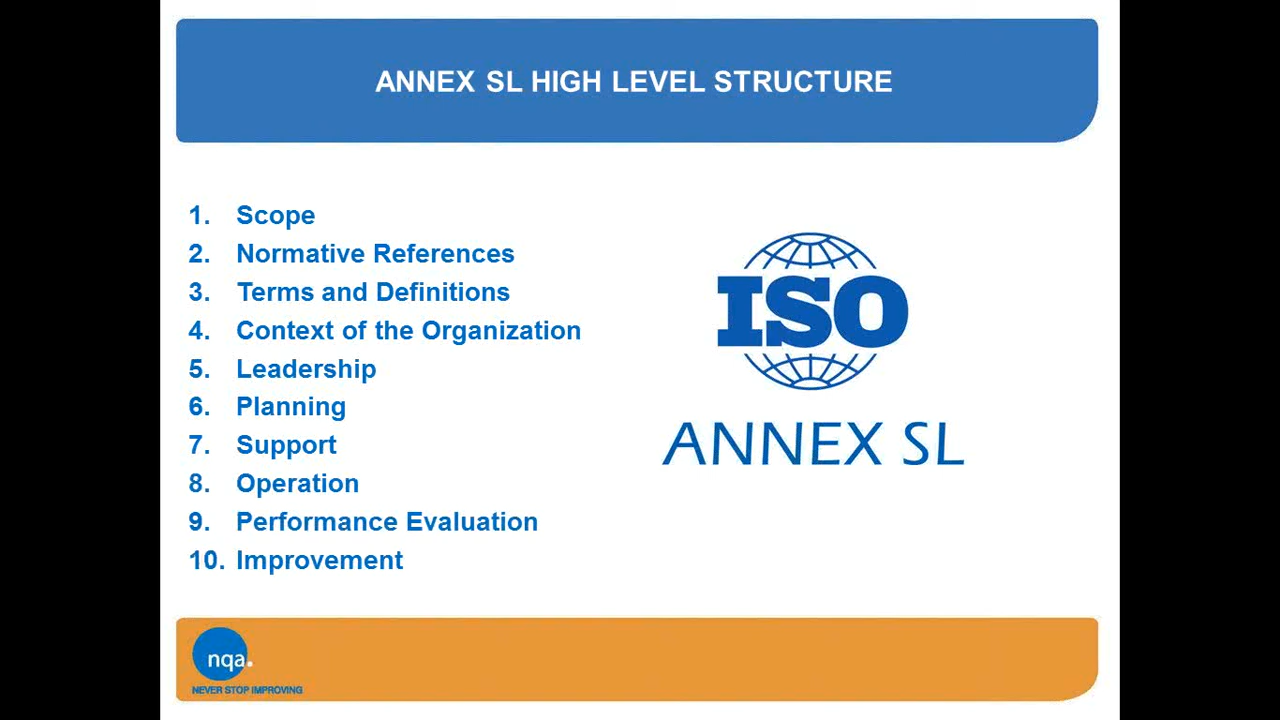 ANNEX SL HIGH LEVEL STRUCTURE
1. Scope
2. Normative References
3. Terms and Definitions
4. Context of the Organization
5. Leadership
6. Planning
7. Support
8. Operation
9. Performance Evaluation
10. Improvement
ISO
ANNEX SL
nqa.
NEVER STOP IMPROVING